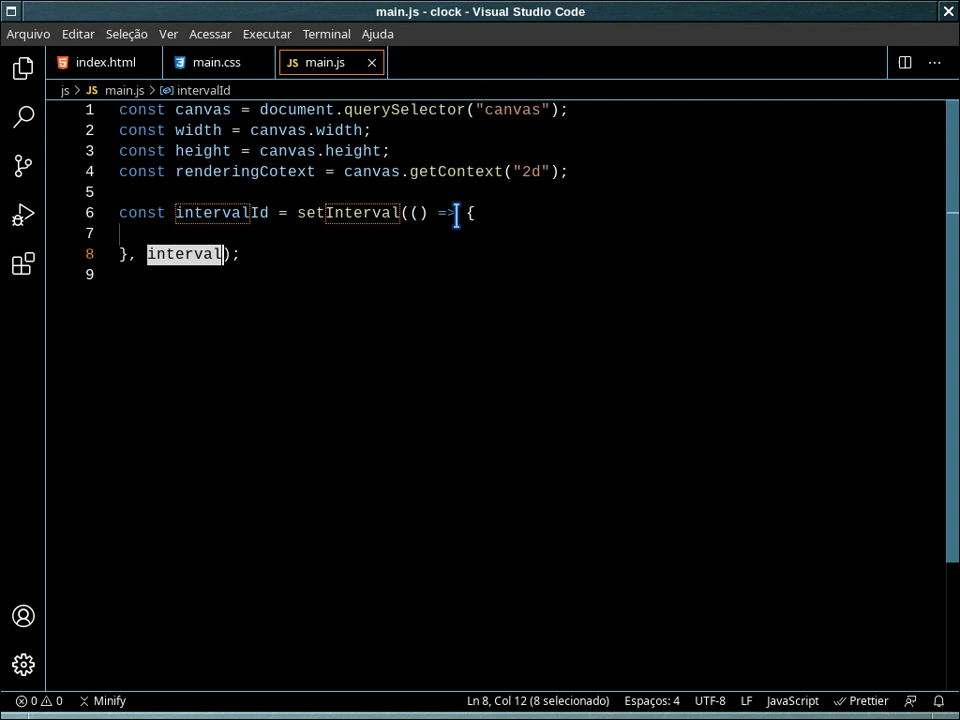 main.js - clock - Visual Studio Code
Arquivo Editar Seleção Ver Acessar Executar Terminal Ajuda
index.html main.css JS main.js
js > JS main.js > intervalId
1 const canvas = document.querySelector("canvas");
2 const width = canvas.width;
3 const height = canvas.height;
4 const renderingCotext = canvas.getContext("2d");
5
6 const intervalId = setInterval(() => {
7
8 }, interval);
9
0 0 Minify Ln 8, Col 12 (8 selecionado) Espaços: 4 UTF-8 LF JavaScript Prettier